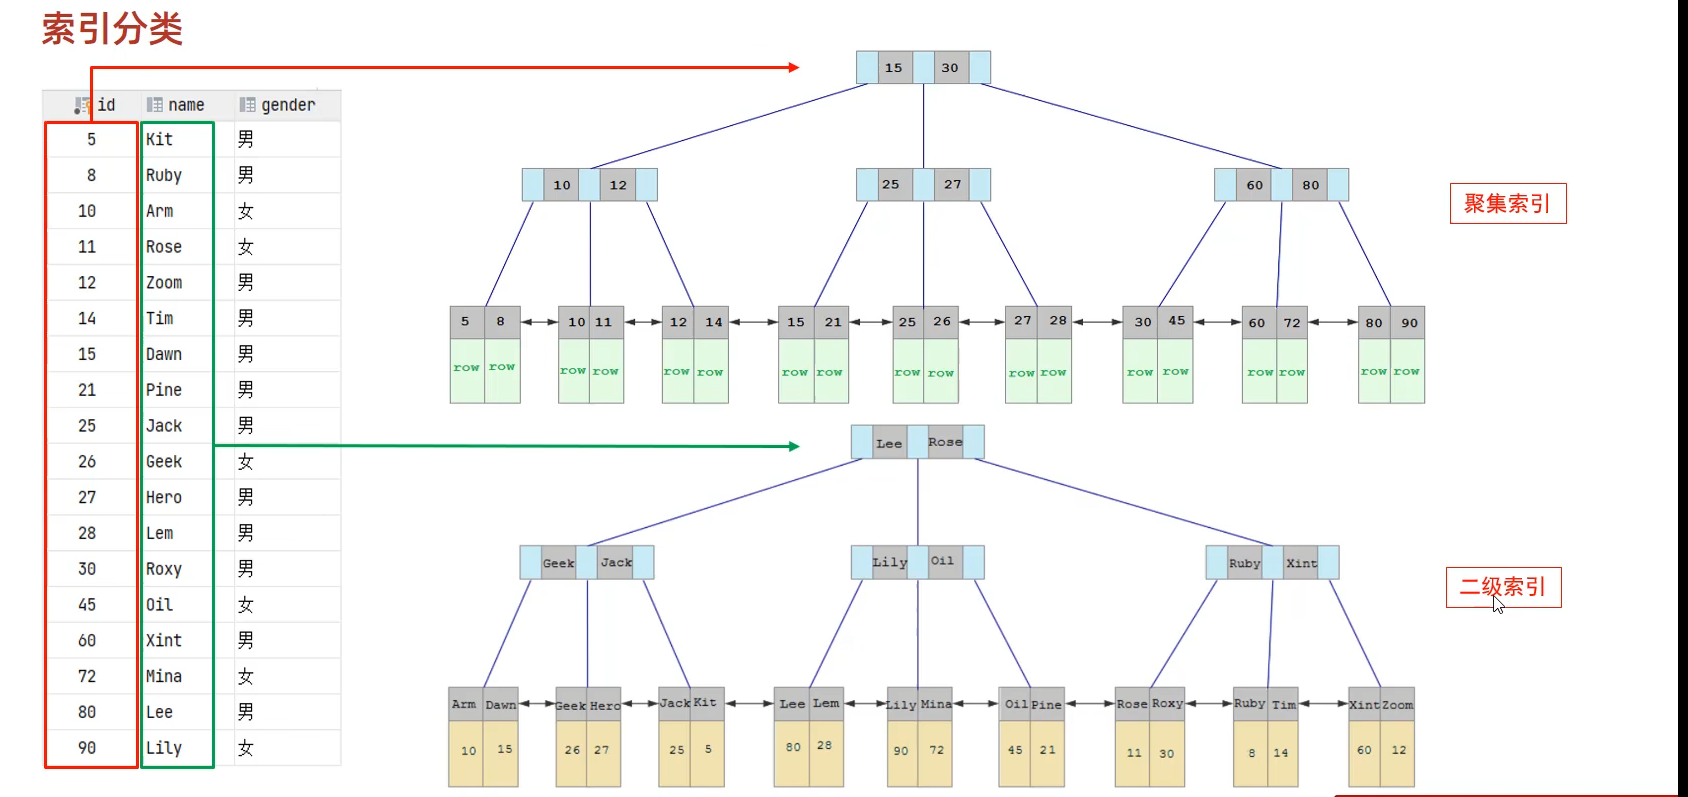 索引分类
id name gender
5 Kit 男
8 Ruby 男
10 Arm 女
11 Rose 女
12 Zoom 男
14 Tim 男
15 Dawn 男
21 Pine 男
25 Jack 男
26 Geek 女
27 Hero 男
28 Lem 男
30 Roxy 男
45 Oil 女
60 Xint 男
72 Mina 女
80 Lee 男
90 Lily 女
15 30
10 12 25 27 60 80
聚集索引
5 8 10 11 12 14 15 21 25 26 27 28 30 45 60 72 80 90
row row row row row row row row row row row row row row row row row row
Lee Rose
Geek Jack Lily Oil Ruby Xint
二级索引
Arm Dawn Geek Hero Jack Kit Lee Lem Lily Mina Oil Pine Rose Roxy Ruby Tim Xint Zoom
10 15 26 27 25 5 80 28 90 72 45 21 11 30 8 14 60 12